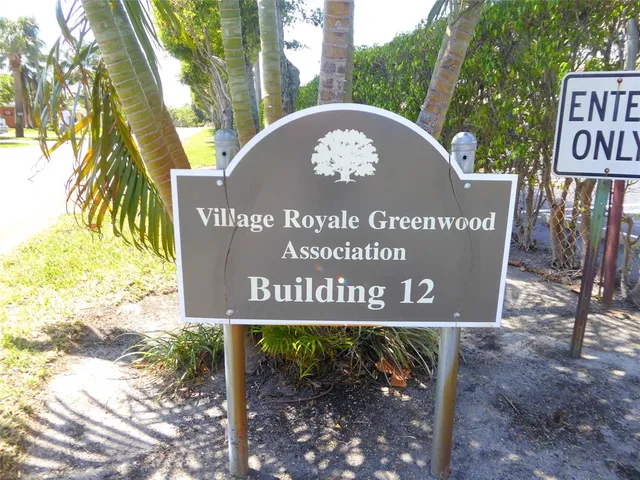 Village Royale Greenwood
Association
Building 12
ENTE
ONLY